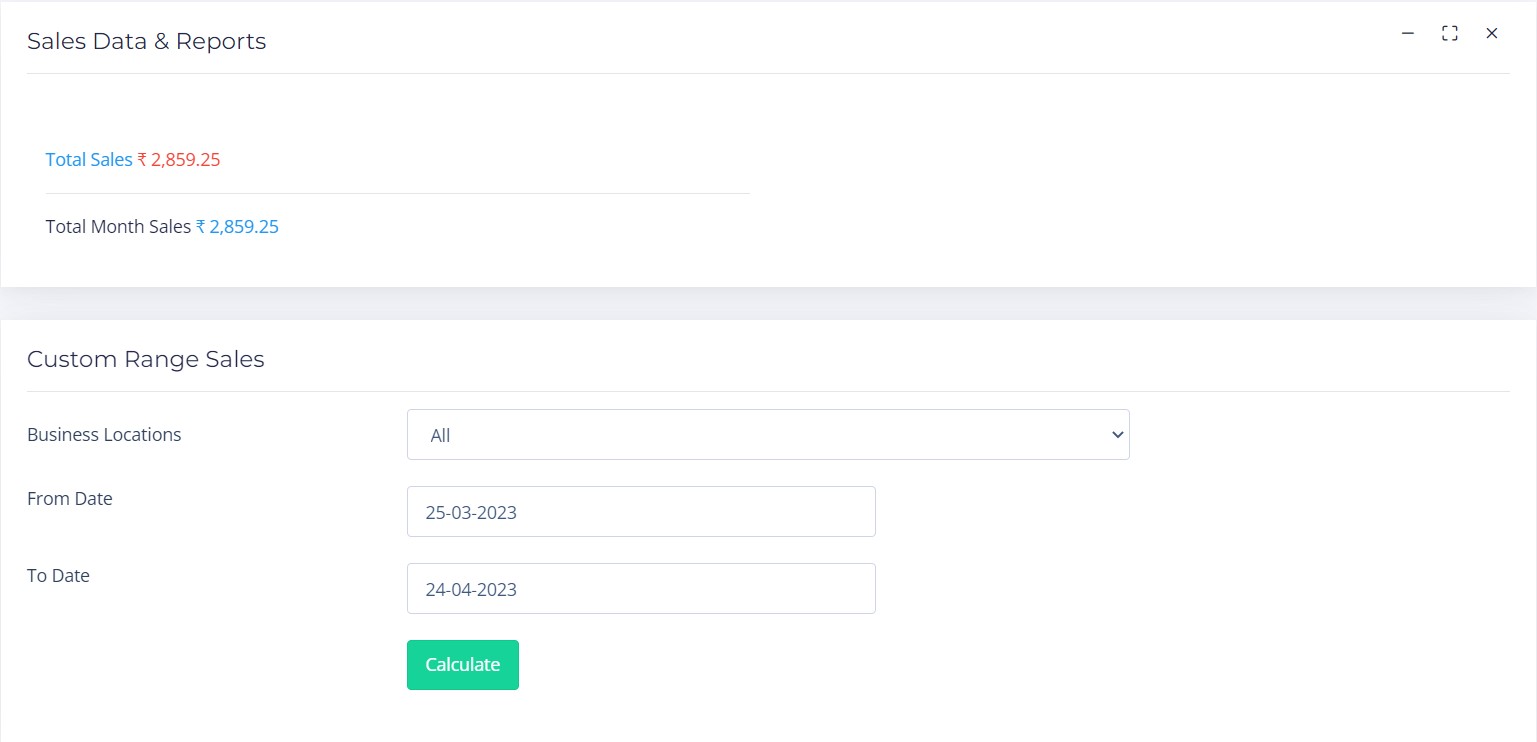 Sales Data & Reports
Total Sales ₹ 2,859.25
Total Month Sales ₹ 2,859.25
Custom Range Sales
Business Locations All
From Date 25-03-2023
To Date 24-04-2023
Calculate